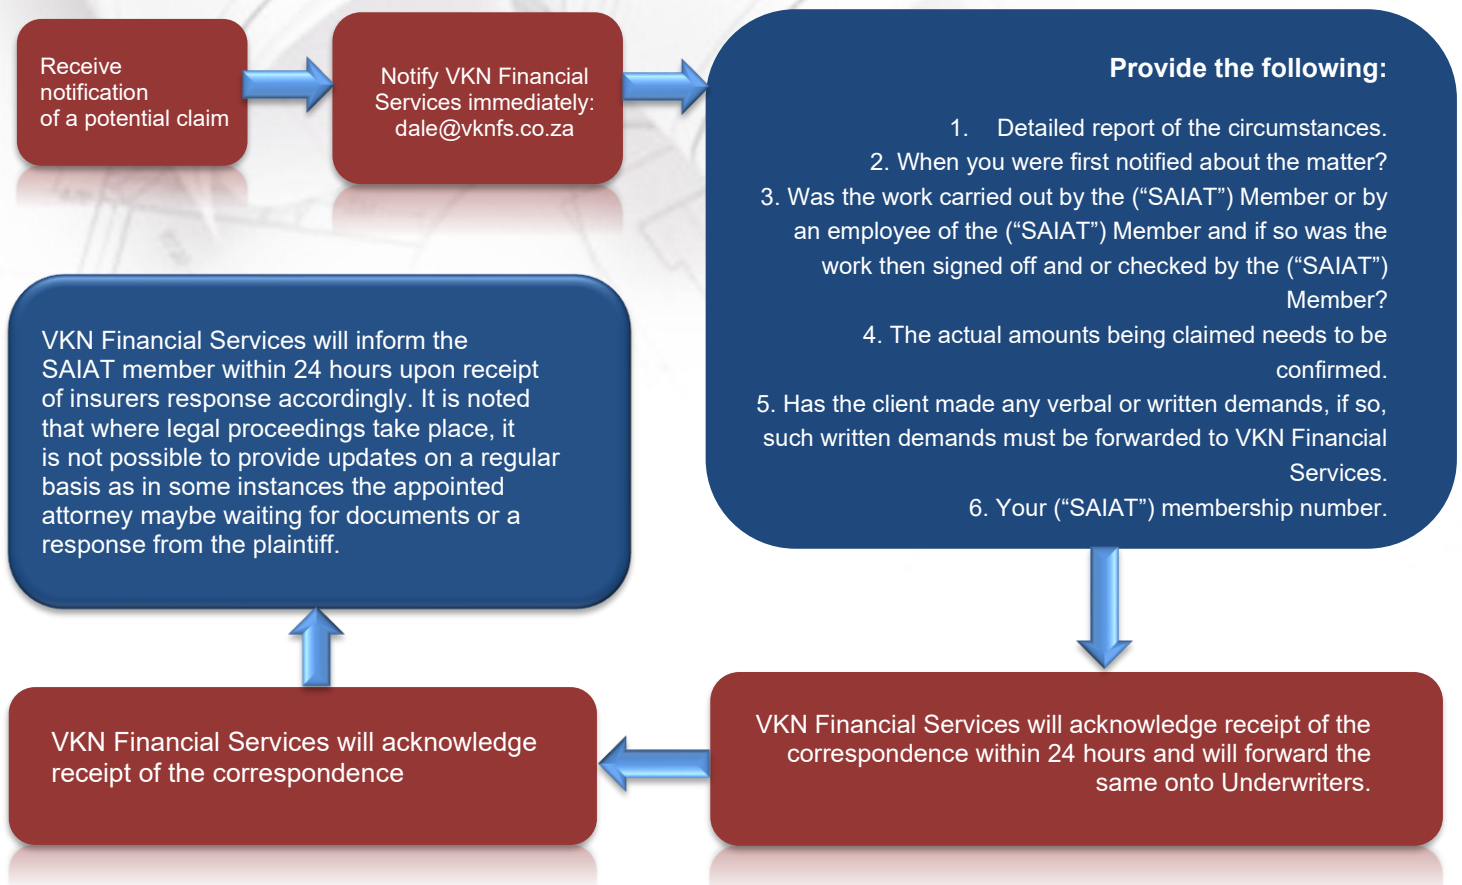 Receive
notification
of a potential claim
Notify VKN Financial
Services immediately:
dale@vknfs.co.za
Provide the following:
1. Detailed report of the circumstances.
2. When you were first notified about the matter?
3. Was the work carried out by the (“SAIAT”) Member or by
an employee of the (“SAIAT”) Member and if so was the
work then signed off and or checked by the (“SAIAT”)
Member?
4. The actual amounts being claimed needs to be
confirmed.
5. Has the client made any verbal or written demands, if so,
such written demands must be forwarded to VKN Financial
Services.
6. Your (“SAIAT”) membership number.
VKN Financial Services will acknowledge receipt of the
correspondence within 24 hours and will forward the
same onto Underwriters.
VKN Financial Services will acknowledge
receipt of the correspondence
VKN Financial Services will inform the
SAIAT member within 24 hours upon receipt
of insurers response accordingly. It is noted
that where legal proceedings take place, it
is not possible to provide updates on a regular
basis as in some instances the appointed
attorney maybe waiting for documents or a
response from the plaintiff.